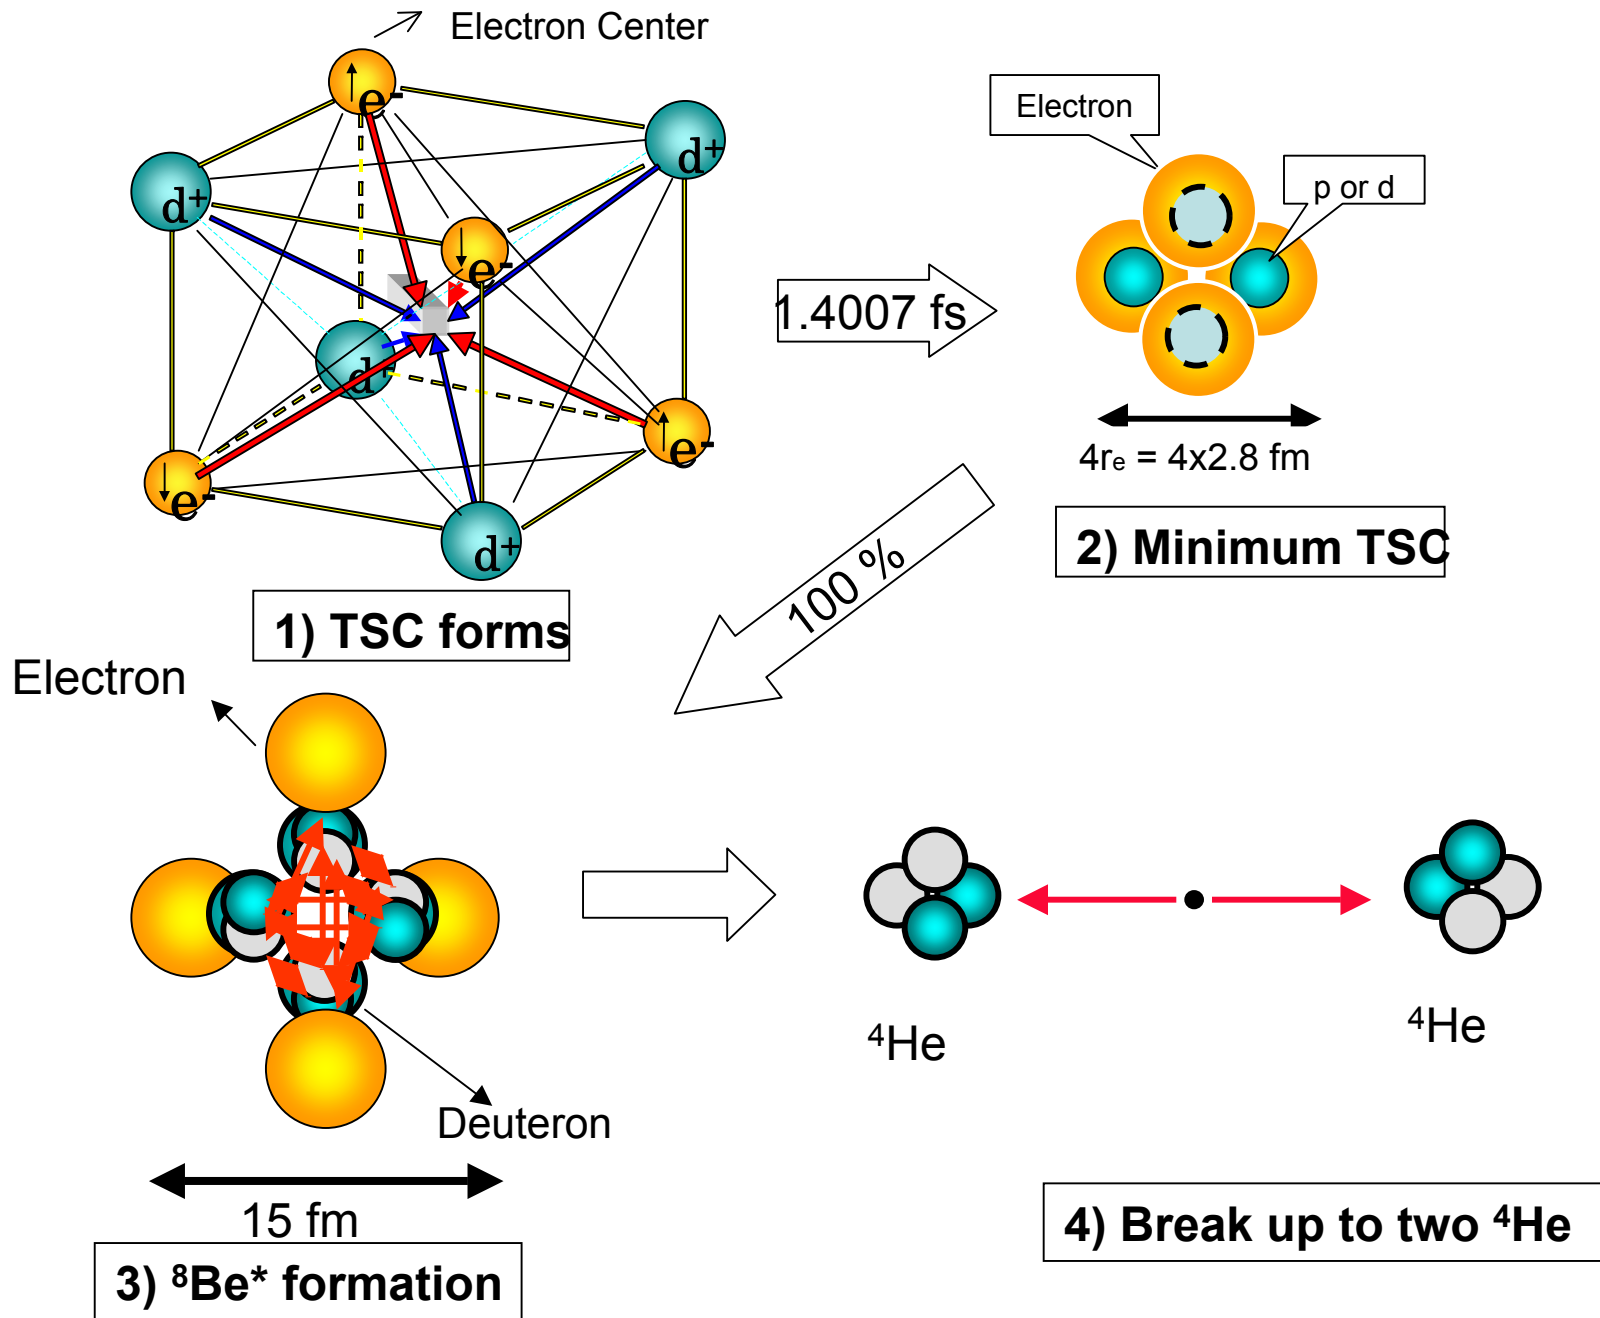 Electron Center
e-
d+
d+
e-
d+
e-
e-
d+
1) TSC forms
1.4007 fs
Electron
p or d
4re = 4x2.8 fm
2) Minimum TSC
100 %
Electron
Deuteron
15 fm
3) ⁸Be* formation
⁴He
⁴He
4) Break up to two ⁴He